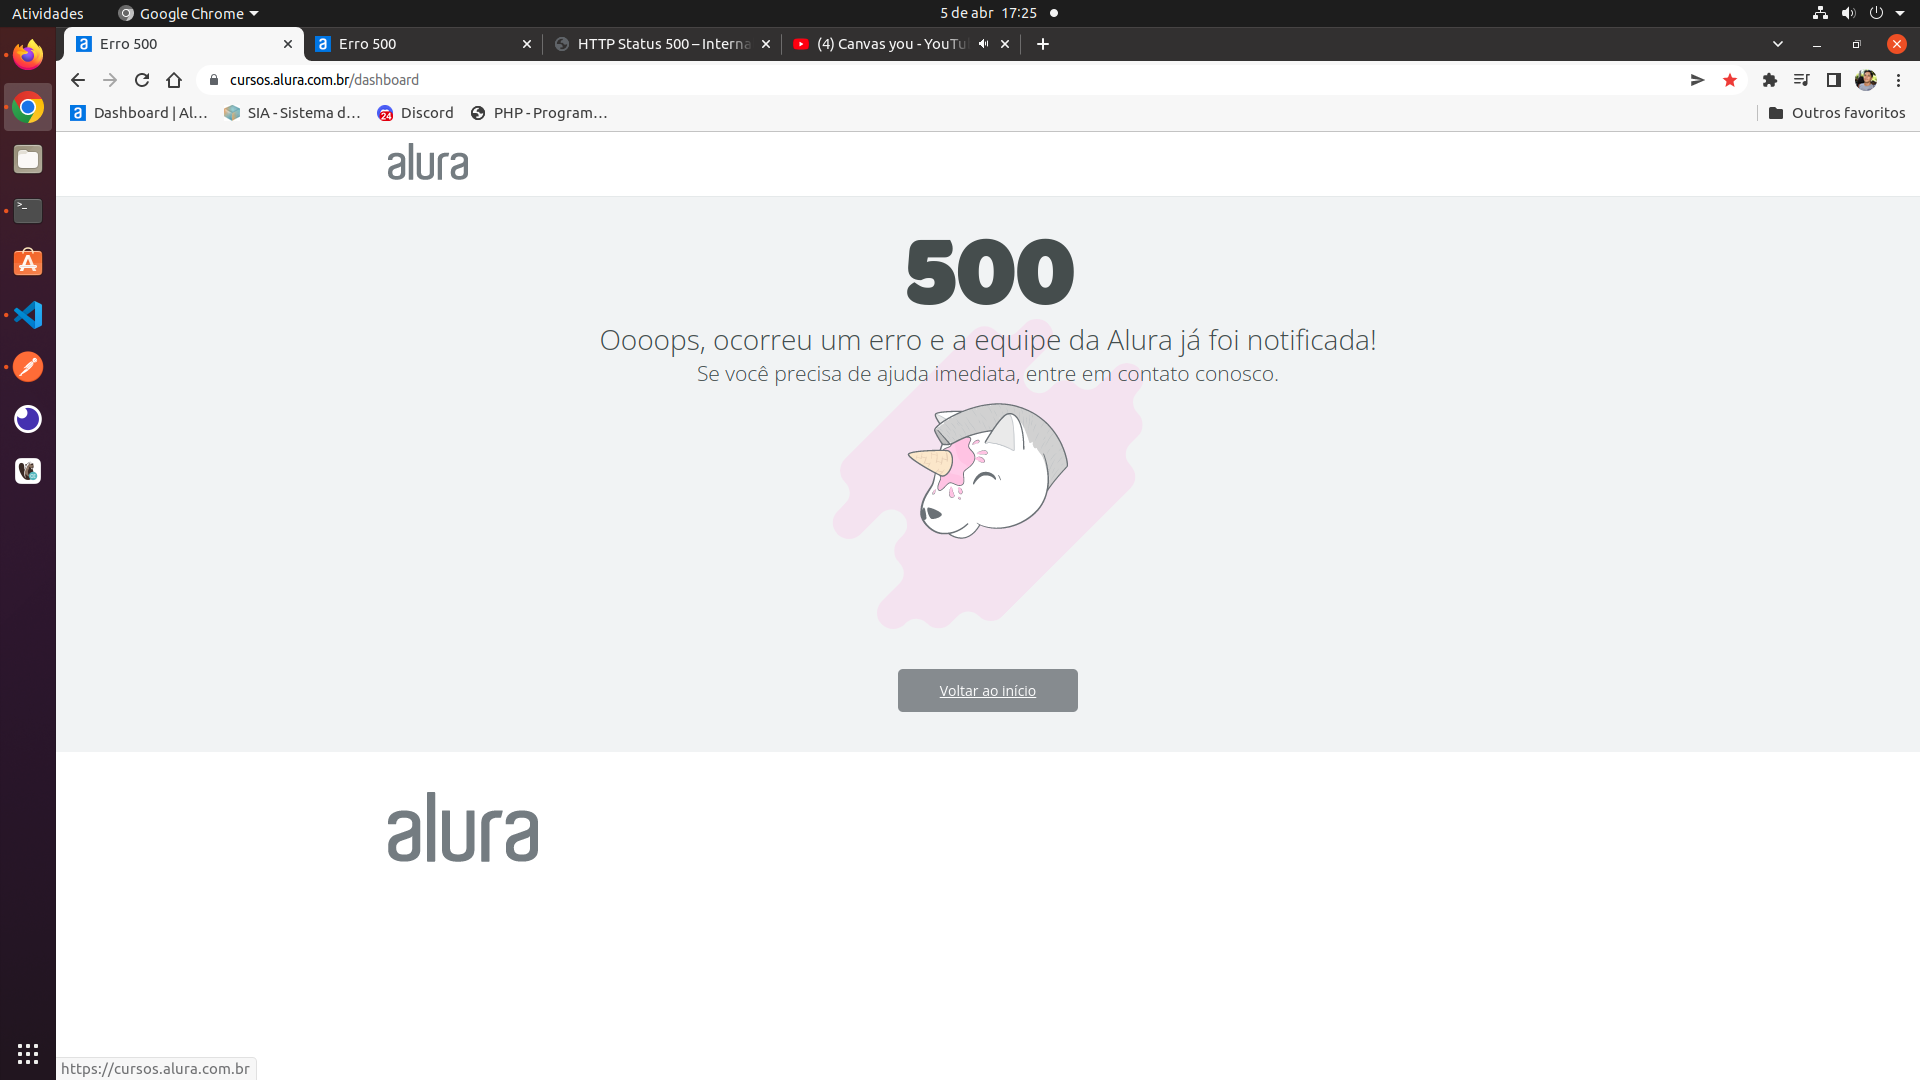 Atividades
Google Chrome
5 de abr 17:25
Erro 500
Erro 500
HTTP Status 500 – Interna
(4) Canvas you - YouTu
cursos.alura.com.br/dashboard
Dashboard | Al...
SIA - Sistema d...
24
Discord
PHP - Program...
Outros favoritos
alura
500
Oooops, ocorreu um erro e a equipe da Alura já foi notificada!
Se você precisa de ajuda imediata, entre em contato conosco.
Voltar ao início
alura
https://cursos.alura.com.br